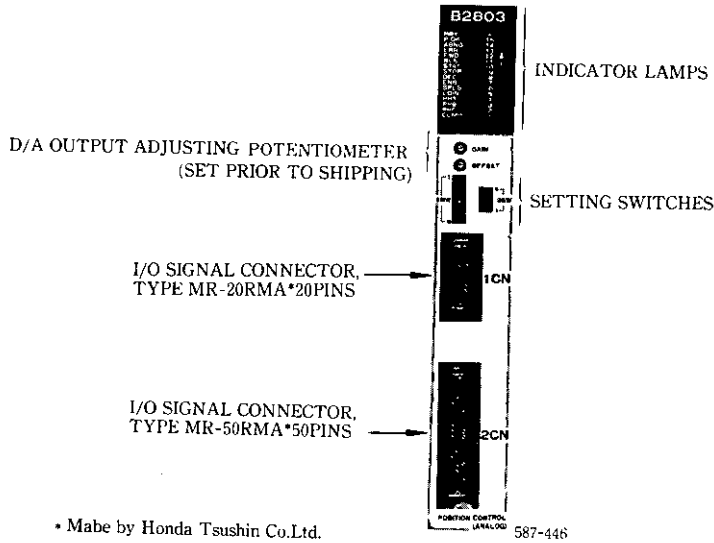 B2803
INDICATOR LAMPS
D/A OUTPUT ADJUSTING POTENTIOMETER
(SET PRIOR TO SHIPPING)
GAIN
OFFSET
SETTING SWITCHES
I/O SIGNAL CONNECTOR,
TYPE MR-20RMA*20PINS
1CN
I/O SIGNAL CONNECTOR,
TYPE MR-50RMA*50PINS
2CN
POSITION CONTROL
(ANALOG)
* Mabe by Honda Tsushin Co.Ltd.
587-446